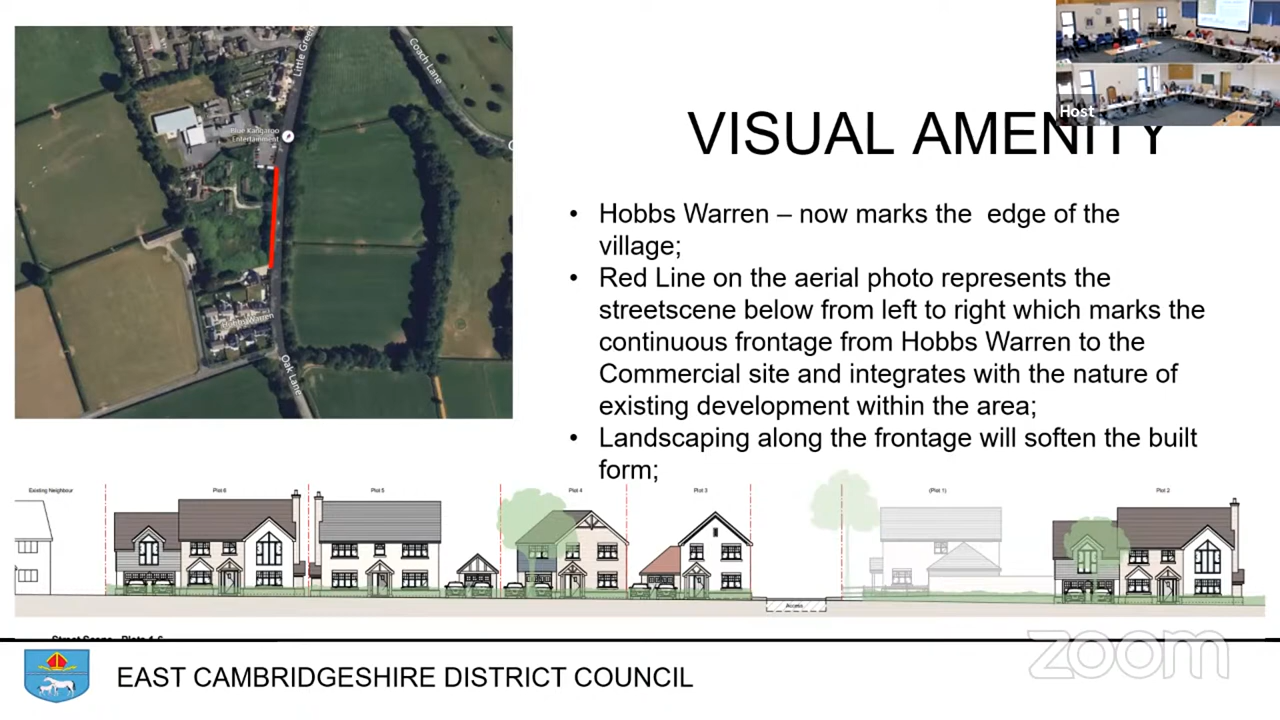 Little Green
Coach Lane
Blue Kangaroo
Entertainment
Hobbs Warren
Oak Lane
Host
VISUAL AMENITY
• Hobbs Warren – now marks the edge of the
village;
• Red Line on the aerial photo represents the
streetscene below from left to right which marks the
continuous frontage from Hobbs Warren to the
Commercial site and integrates with the nature of
existing development within the area;
• Landscaping along the frontage will soften the built
form;
Existing Neighbour
Plot 6
Plot 5
Plot 4
Plot 3
(Plot 1)
Plot 2
Access
Street Scene - Plots 1-6
EAST CAMBRIDGESHIRE DISTRICT COUNCIL
zoom